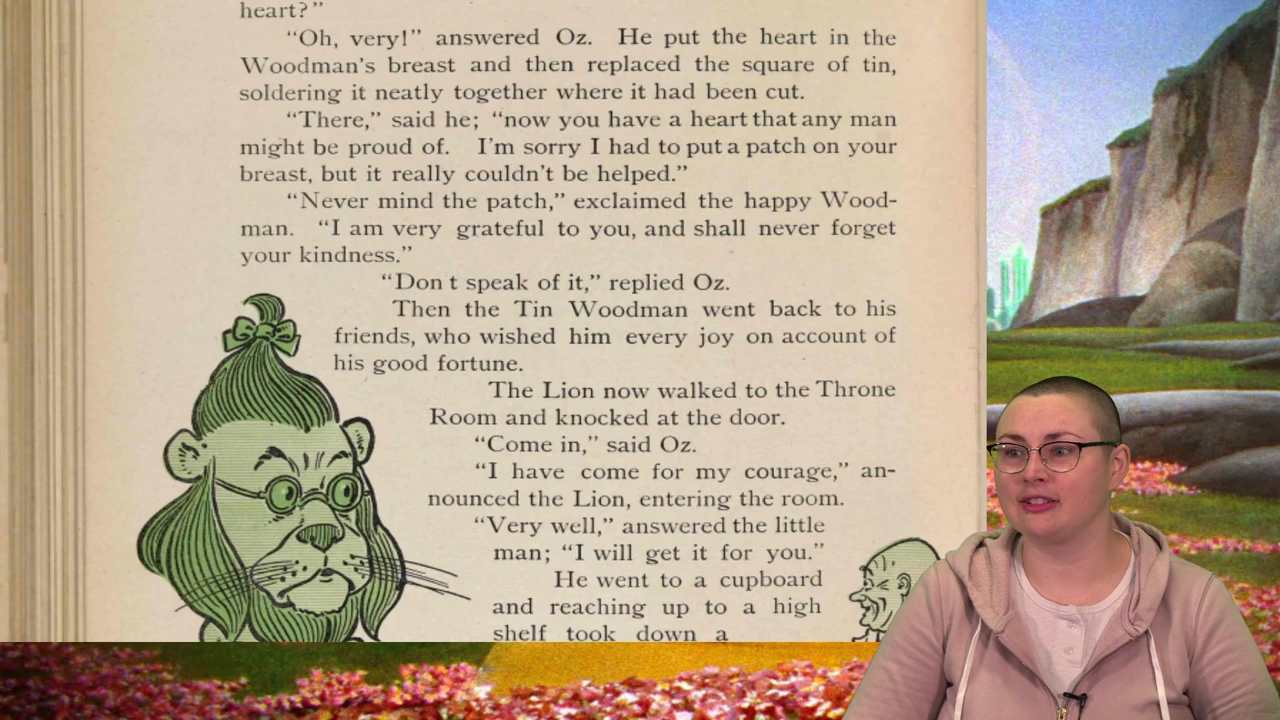 heart?”
“Oh, very!” answered Oz. He put the heart in the
Woodman’s breast and then replaced the square of tin,
soldering it neatly together where it had been cut.
“There,” said he; “now you have a heart that any man
might be proud of. I’m sorry I had to put a patch on your
breast, but it really couldn’t be helped.”
“Never mind the patch,” exclaimed the happy Wood-
man. “I am very grateful to you, and shall never forget
your kindness.”
“Don t speak of it,” replied Oz.
Then the Tin Woodman went back to his
friends, who wished him every joy on account of
his good fortune.
The Lion now walked to the Throne
Room and knocked at the door.
“Come in,” said Oz.
“I have come for my courage,” an-
nounced the Lion, entering the room.
“Very well,” answered the little
man; “I will get it for you.”
He went to a cupboard
and reaching up to a high
shelf took down a